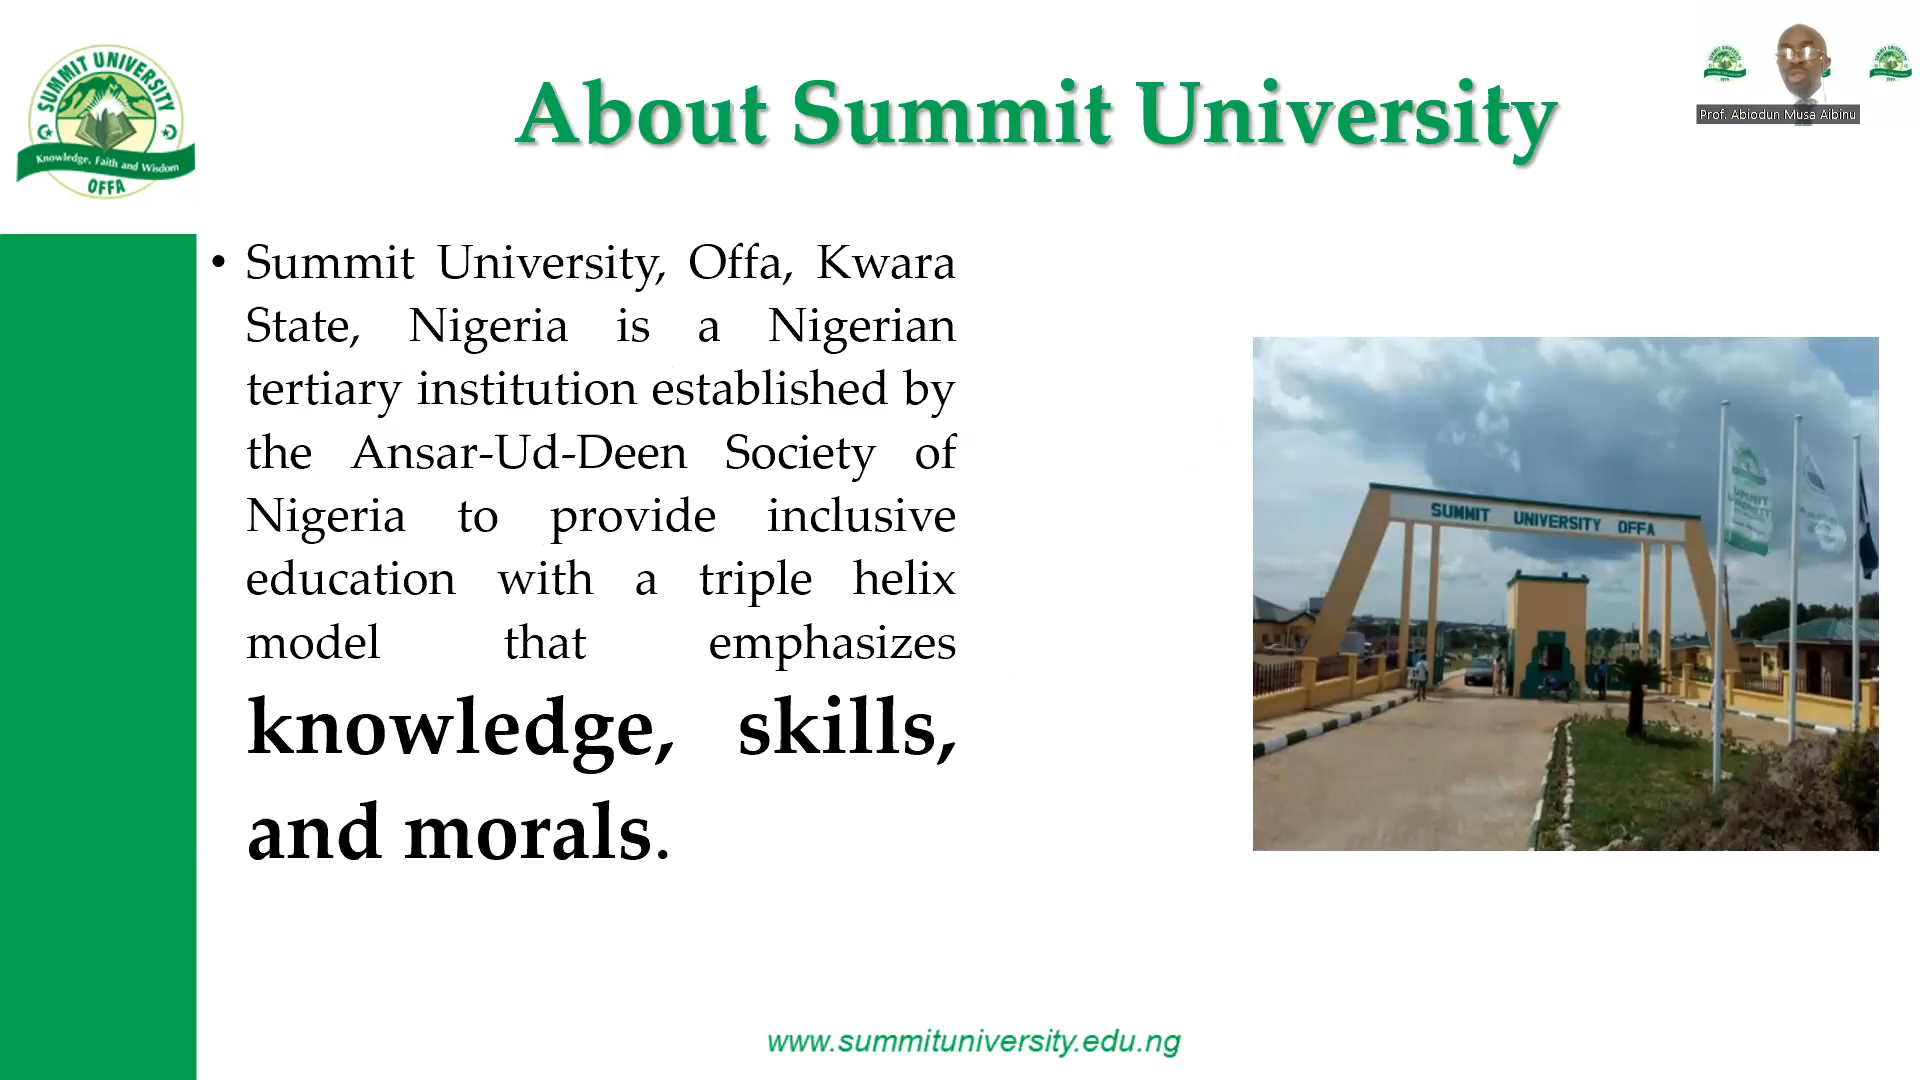 SUMMIT UNIVERSITY
Knowledge, Faith and Wisdom
OFFA
About Summit University
Prof. Abiodun Musa Aibinu
• Summit University, Offa, Kwara
State, Nigeria is a Nigerian
tertiary institution established by
the Ansar-Ud-Deen Society of
Nigeria to provide inclusive
education with a triple helix
model that emphasizes
knowledge, skills,
and morals.
SUMMIT UNIVERSITY OFFA
SUMMIT
UNIVERSITY
www.summituniversity.edu.ng